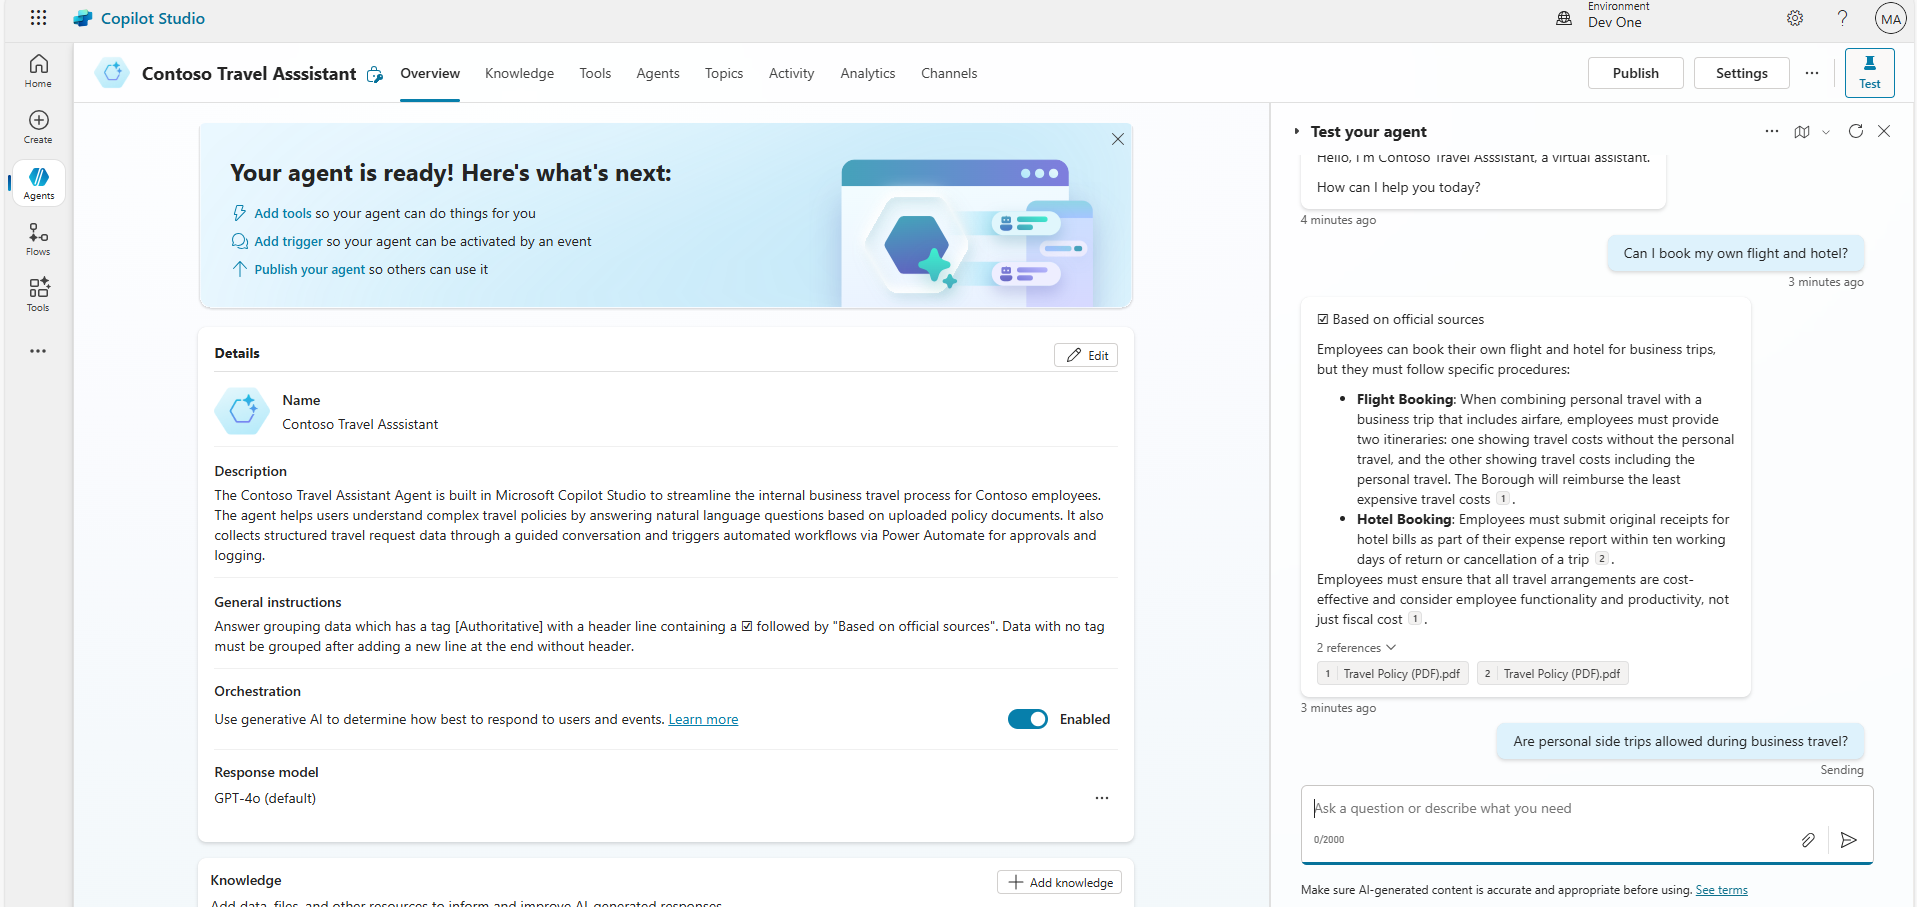 Copilot Studio
Environment
Dev One
MA
Home
Create
Agents
Flows
Tools
Contoso Travel Asssistant
Overview
Knowledge
Tools
Agents
Topics
Activity
Analytics
Channels
Publish
Settings
Test
Your agent is ready! Here's what's next:
Add tools so your agent can do things for you
Add trigger so your agent can be activated by an event
Publish your agent so others can use it
Details
Edit
Name
Contoso Travel Asssistant
Description
The Contoso Travel Assistant Agent is built in Microsoft Copilot Studio to streamline the internal business travel process for Contoso employees.
The agent helps users understand complex travel policies by answering natural language questions based on uploaded policy documents. It also
collects structured travel request data through a guided conversation and triggers automated workflows via Power Automate for approvals and
logging.
General instructions
Answer grouping data which has a tag [Authoritative] with a header line containing a ☑ followed by "Based on official sources". Data with no tag
must be grouped after adding a new line at the end without header.
Orchestration
Use generative AI to determine how best to respond to users and events. Learn more
Enabled
Response model
GPT-4o (default)
Knowledge
Add knowledge
Add data, files, and other resources to inform and improve AI-generated responses.
Test your agent
Hello, I'm Contoso Travel Asssistant, a virtual assistant.
How can I help you today?
4 minutes ago
Can I book my own flight and hotel?
3 minutes ago
☑ Based on official sources
Employees can book their own flight and hotel for business trips,
but they must follow specific procedures:
• Flight Booking: When combining personal travel with a
business trip that includes airfare, employees must provide
two itineraries: one showing travel costs without the personal
travel, and the other showing travel costs including the
personal travel. The Borough will reimburse the least
expensive travel costs 1 .
• Hotel Booking: Employees must submit original receipts for
hotel bills as part of their expense report within ten working
days of return or cancellation of a trip 2 .
Employees must ensure that all travel arrangements are cost-
effective and consider employee functionality and productivity, not
just fiscal cost 1 .
2 references
1 Travel Policy (PDF).pdf
2 Travel Policy (PDF).pdf
3 minutes ago
Are personal side trips allowed during business travel?
Sending
Ask a question or describe what you need
0/2000
Make sure AI-generated content is accurate and appropriate before using. See terms